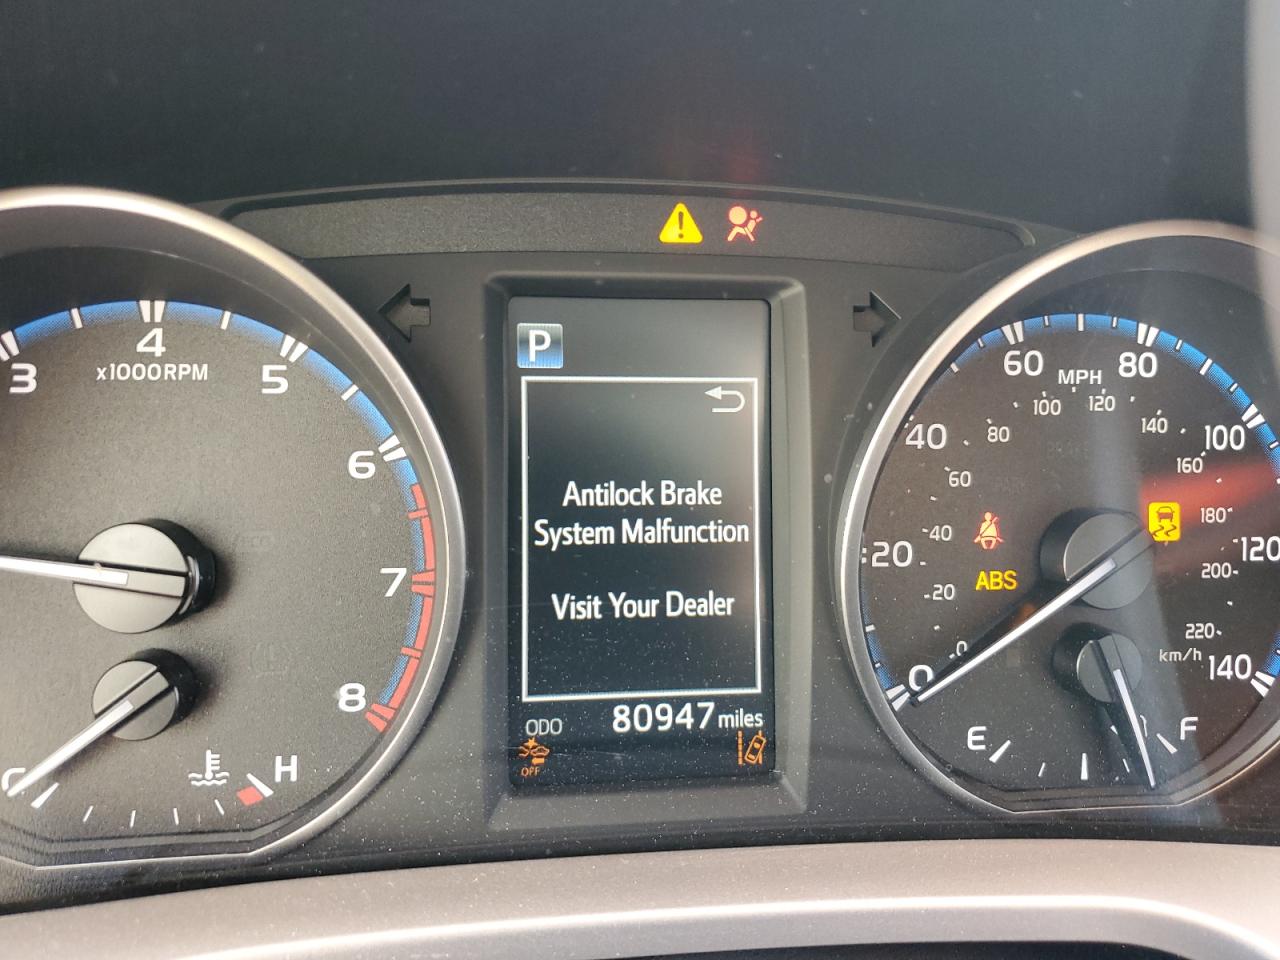 3
4
5
6
7
8
x1000RPM
C
H
P
Antilock Brake
System Malfunction
Visit Your Dealer
ODO 80947 miles
OFF
0
20
40
60
80
100
120
140
MPH
0
20
40
60
80
100
120
140
160
180
200
220
km/h
ABS
E
F